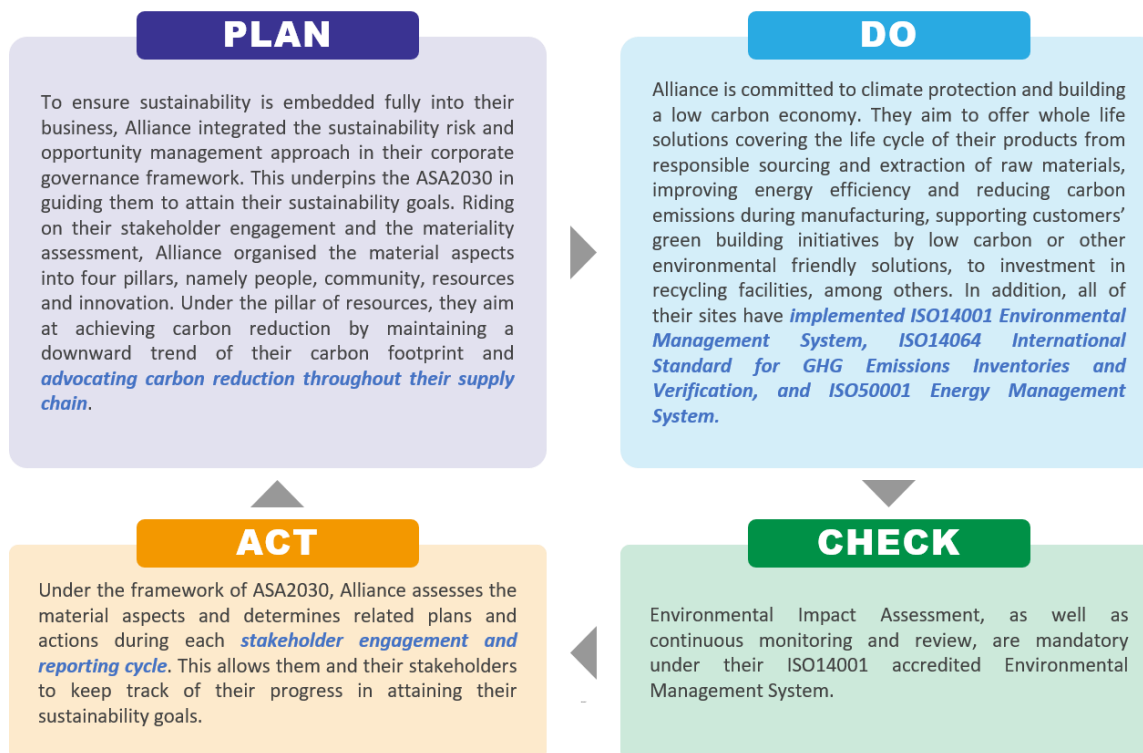 PLAN
To ensure sustainability is embedded fully into their
business, Alliance integrated the sustainability risk and
opportunity management approach in their corporate
governance framework. This underpins the ASA2030 in
guiding them to attain their sustainability goals. Riding
on their stakeholder engagement and the materiality
assessment, Alliance organised the material aspects
into four pillars, namely people, community, resources
and innovation. Under the pillar of resources, they aim
at achieving carbon reduction by maintaining a
downward trend of their carbon footprint and
advocating carbon reduction throughout their supply
chain.
DO
Alliance is committed to climate protection and building
a low carbon economy. They aim to offer whole life
solutions covering the life cycle of their products from
responsible sourcing and extraction of raw materials,
improving energy efficiency and reducing carbon
emissions during manufacturing, supporting customers’
green building initiatives by low carbon or other
environmental friendly solutions, to investment in
recycling facilities, among others. In addition, all of
their sites have implemented ISO14001 Environmental
Management System, ISO14064 International
Standard for GHG Emissions Inventories and
Verification, and ISO50001 Energy Management
System.
ACT
Under the framework of ASA2030, Alliance assesses the
material aspects and determines related plans and
actions during each stakeholder engagement and
reporting cycle. This allows them and their stakeholders
to keep track of their progress in attaining their
sustainability goals.
CHECK
Environmental Impact Assessment, as well as
continuous monitoring and review, are mandatory
under their ISO14001 accredited Environmental
Management System.